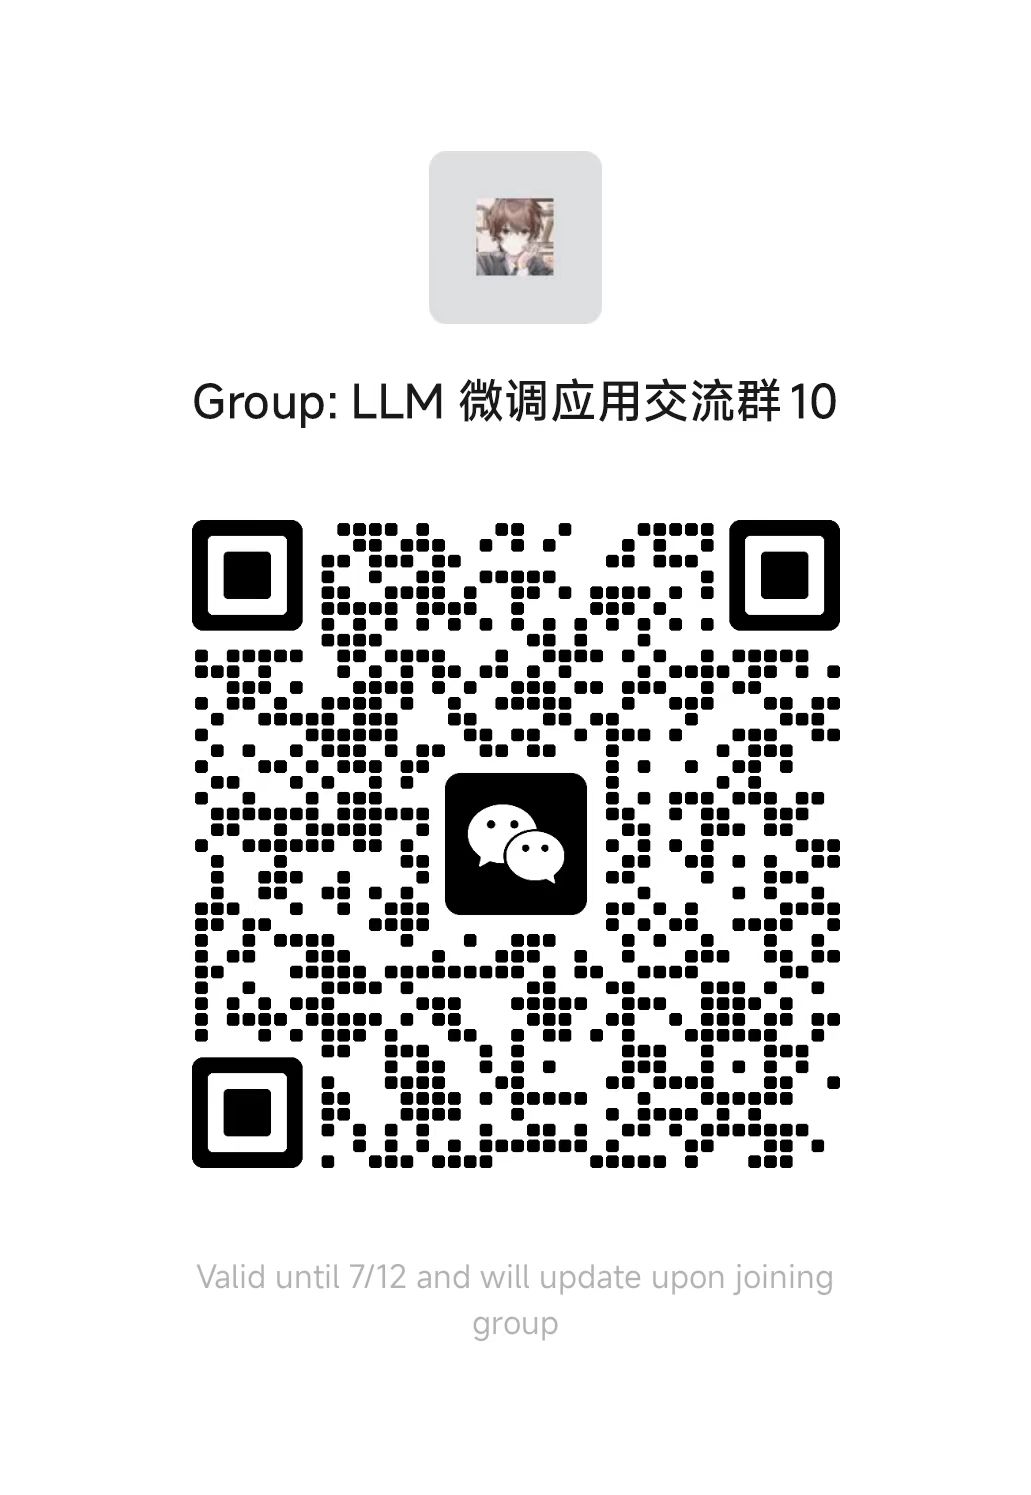 Group: LLM 微调应用交流群10
Valid until 7/12 and will update upon joining
group